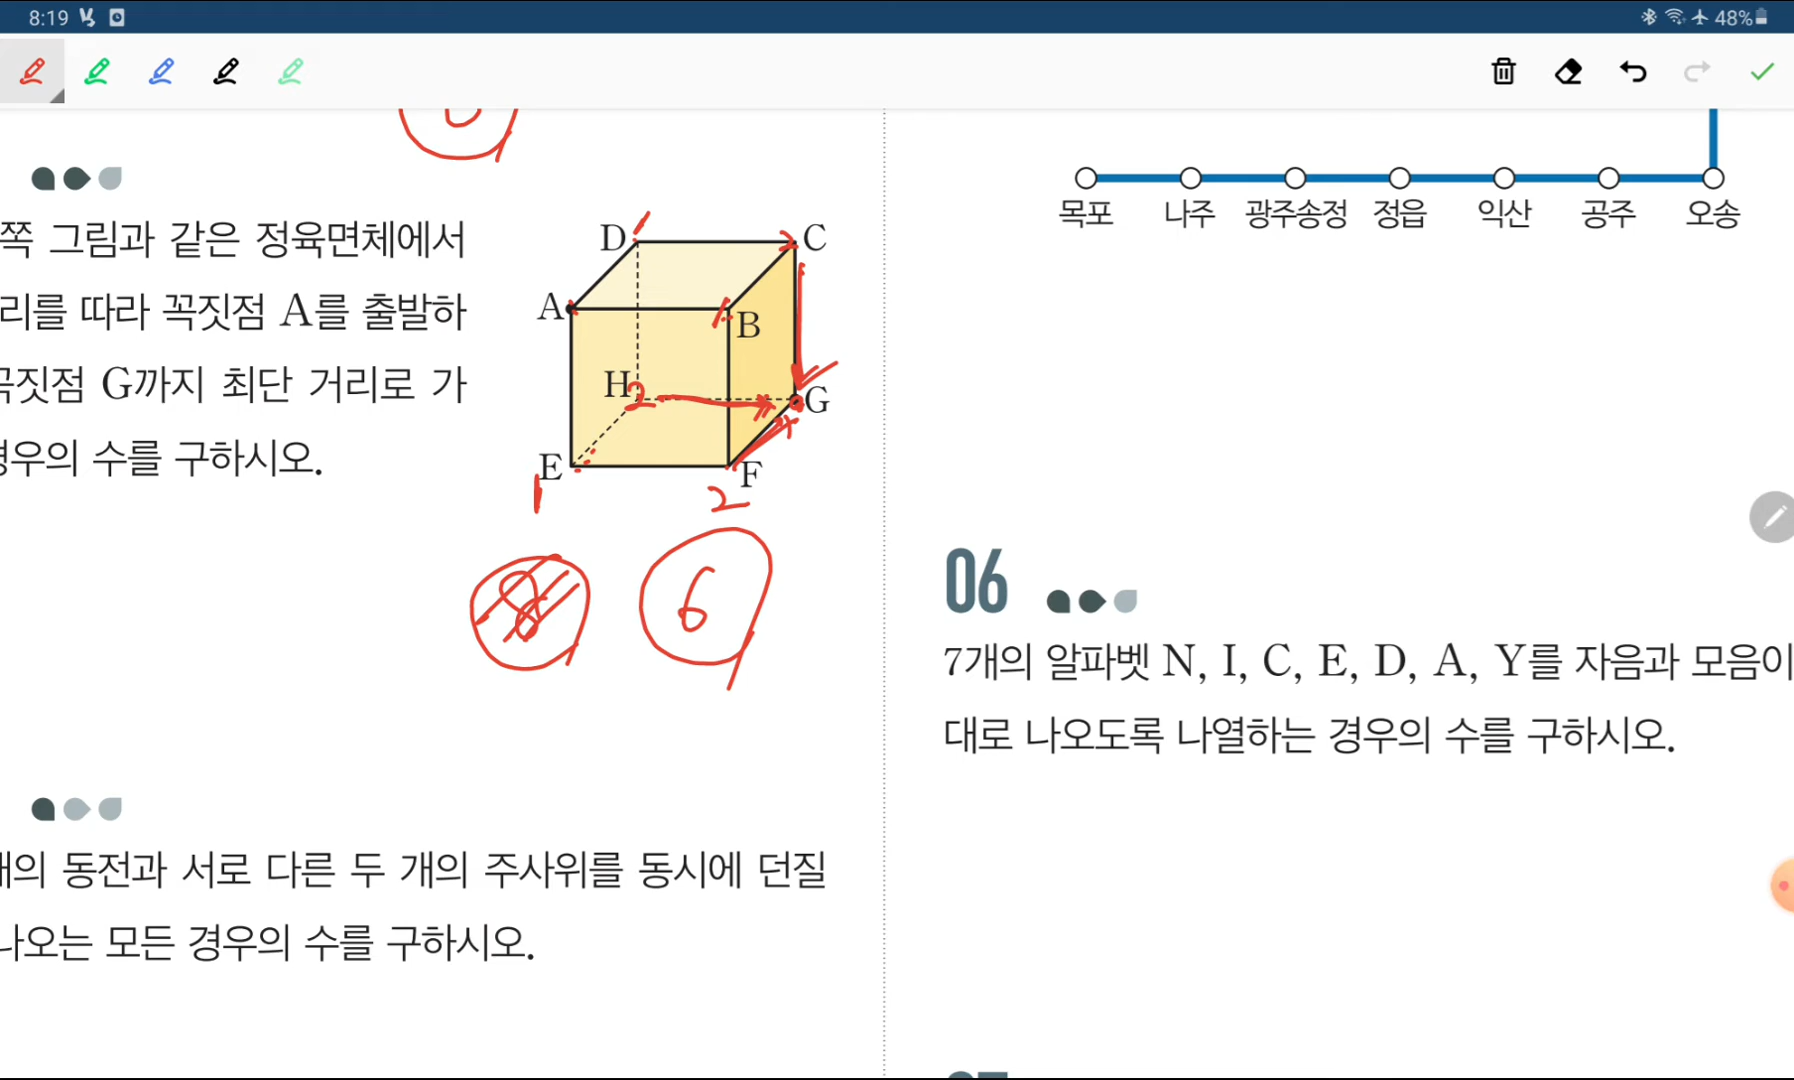 8:19
48%
쪽 그림과 같은 정육면체에서
리를 따라 꼭짓점 A를 출발하
꼭짓점 G까지 최단 거리로 가
경우의 수를 구하시오.
D
C
A
B
H
G
E
F
1
1
2
2
2
1
2
8
6
개의 동전과 서로 다른 두 개의 주사위를 동시에 던질
나오는 모든 경우의 수를 구하시오.
목포 나주 광주송정 정읍 익산 공주 오송
06
7개의 알파벳 N, I, C, E, D, A, Y를 자음과 모음이
대로 나오도록 나열하는 경우의 수를 구하시오.